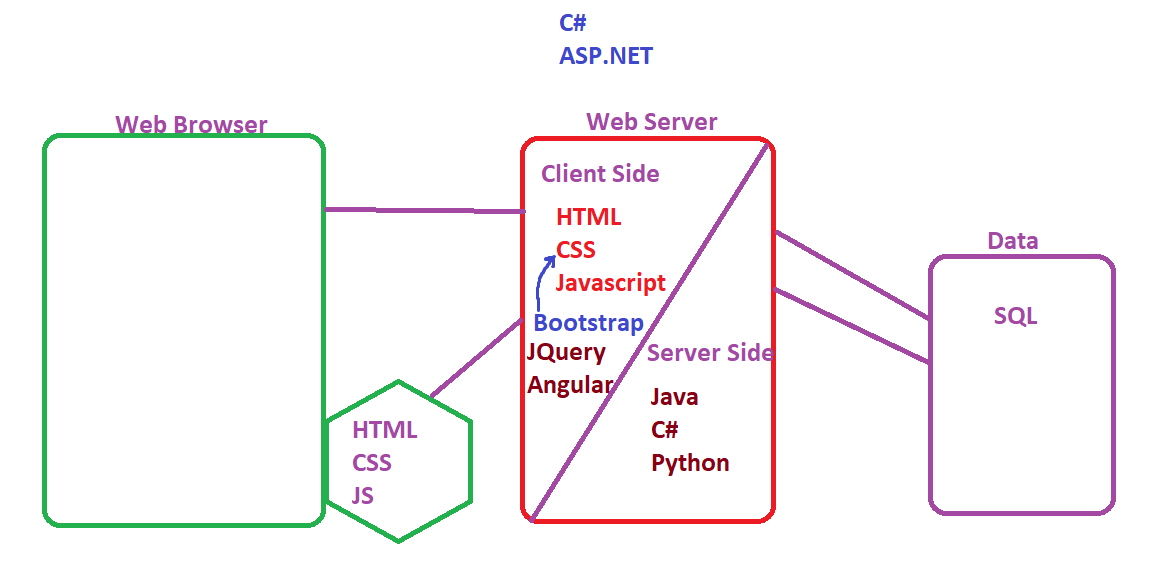 C#
ASP.NET
Web Browser
Web Server
Client Side
HTML
CSS
Javascript
Bootstrap
JQuery
Angular
Server Side
Java
C#
Python
Data
SQL
HTML
CSS
JS